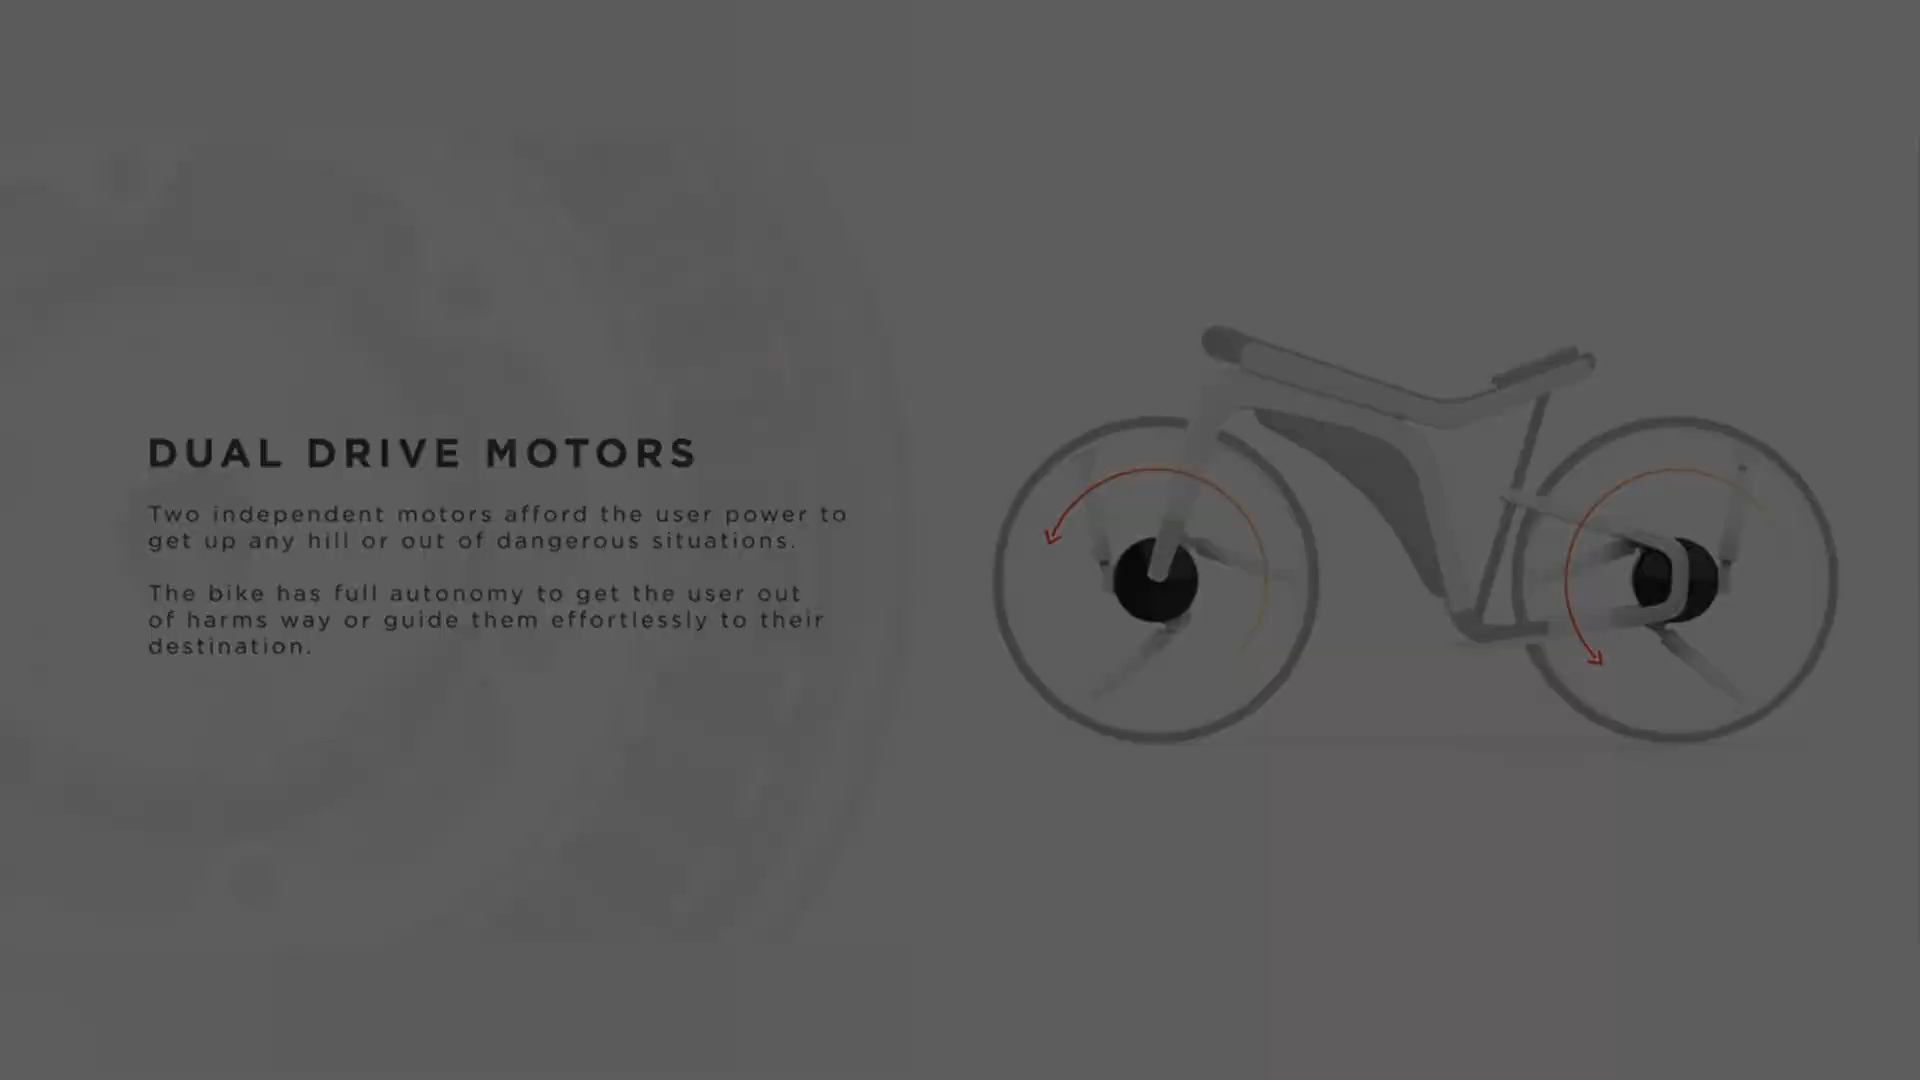 DUAL DRIVE MOTORS
Two independent motors afford the user power to
get up any hill or out of dangerous situations.
The bike has full autonomy to get the user out
of harms way or guide them effortlessly to their
destination.